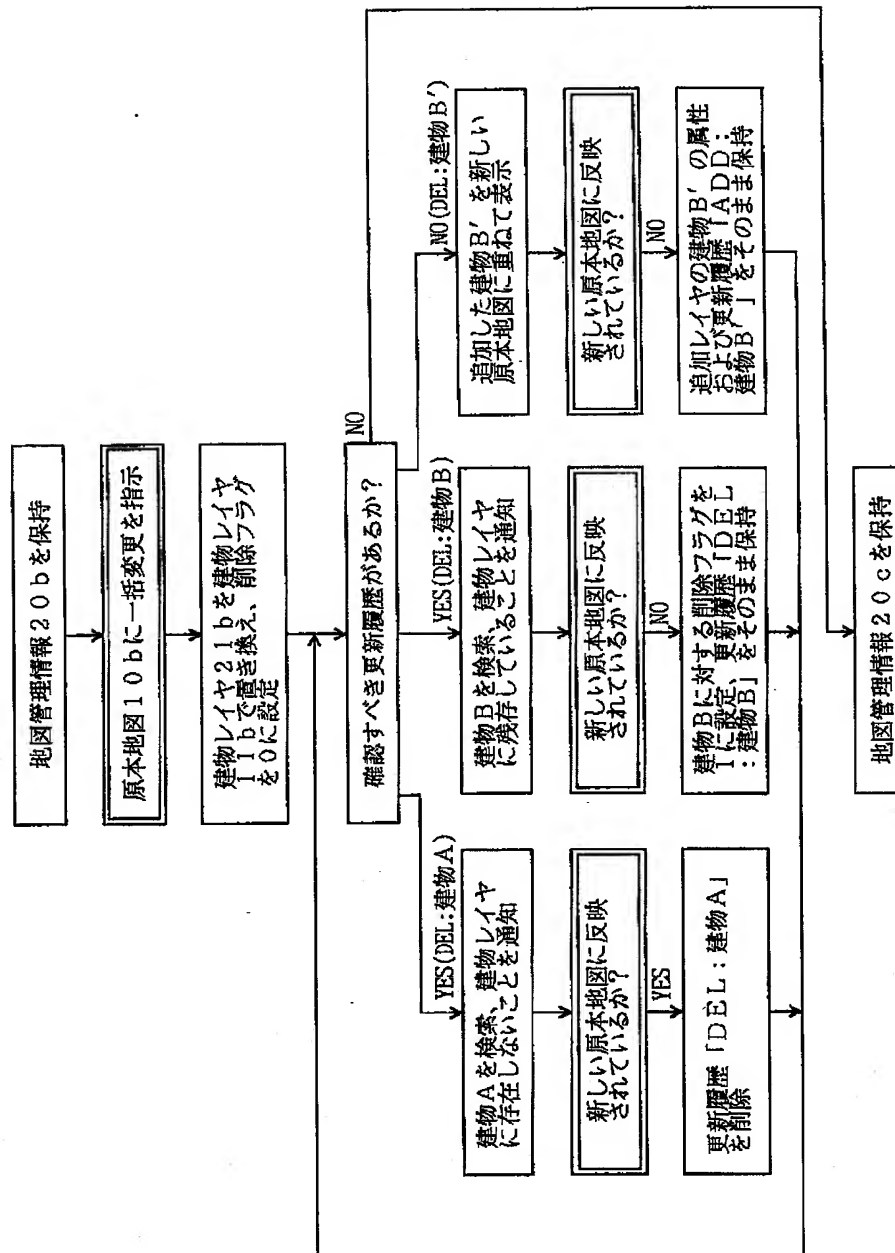 地図管理情報20bを保持
原本地図10bに一括変更を指示
建物レイヤ21bを建物レイヤ
11bで置き換え、削除フラグ
を0に設定
確認すべき更新履歴があるか?
NO
YES(DEL:建物A)
建物Aを検索、建物レイヤ
に存在しないことを通知
新しい原本地図に反映
されているか?
YES
更新履歴「DEL:建物A」
を削除
YES(DEL:建物B)
建物Bを検索、建物レイヤ
に残存していることを通知
新しい原本地図に反映
されているか?
NO
建物Bに対する削除フラグを
1に設定、更新履歴「DEL
:建物B」をそのまま保持
NO(DEL:建物B')
追加した建物B'を新しい
原本地図に重ねて表示
新しい原本地図に反映
されているか?
NO
追加レイヤの建物B'の属性
および更新履歴「ADD:
建物B'」をそのまま保持
地図管理情報20cを保持